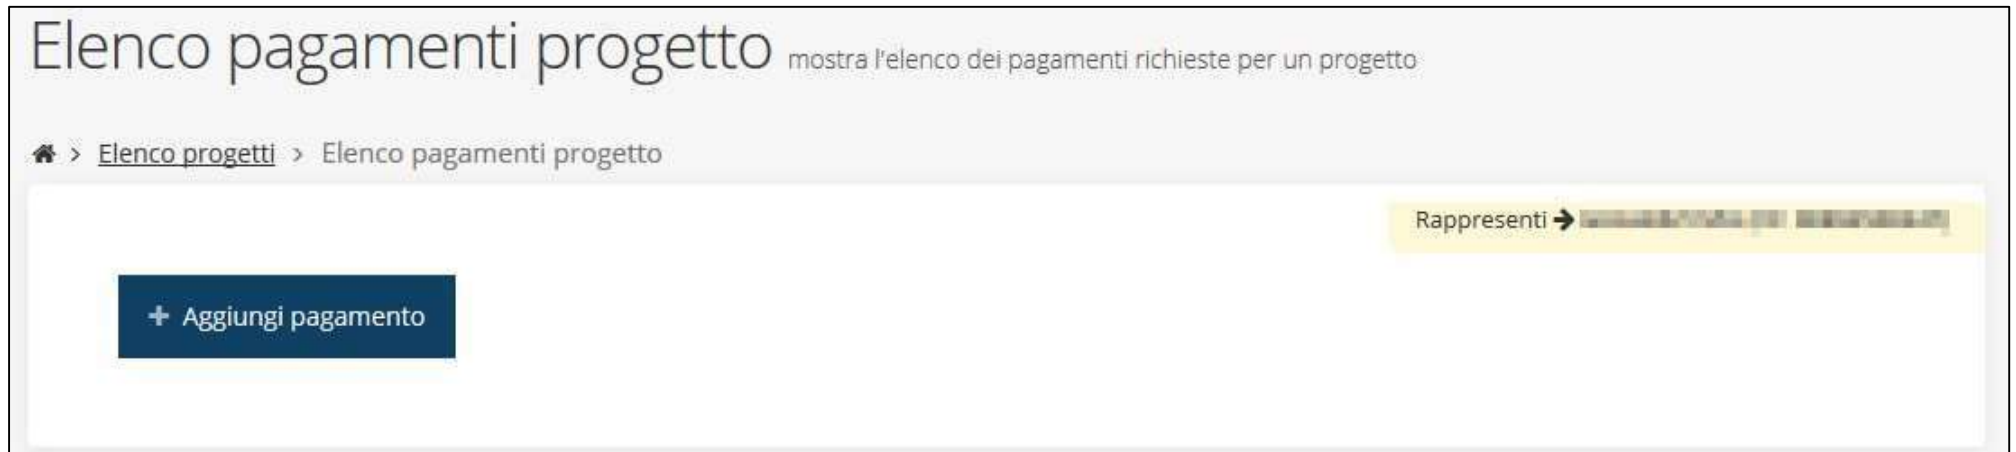 Elenco pagamenti progetto mostra l'elenco dei pagamenti richieste per un progetto
> Elenco progetti > Elenco pagamenti progetto
Rappresenti
+ Aggiungi pagamento